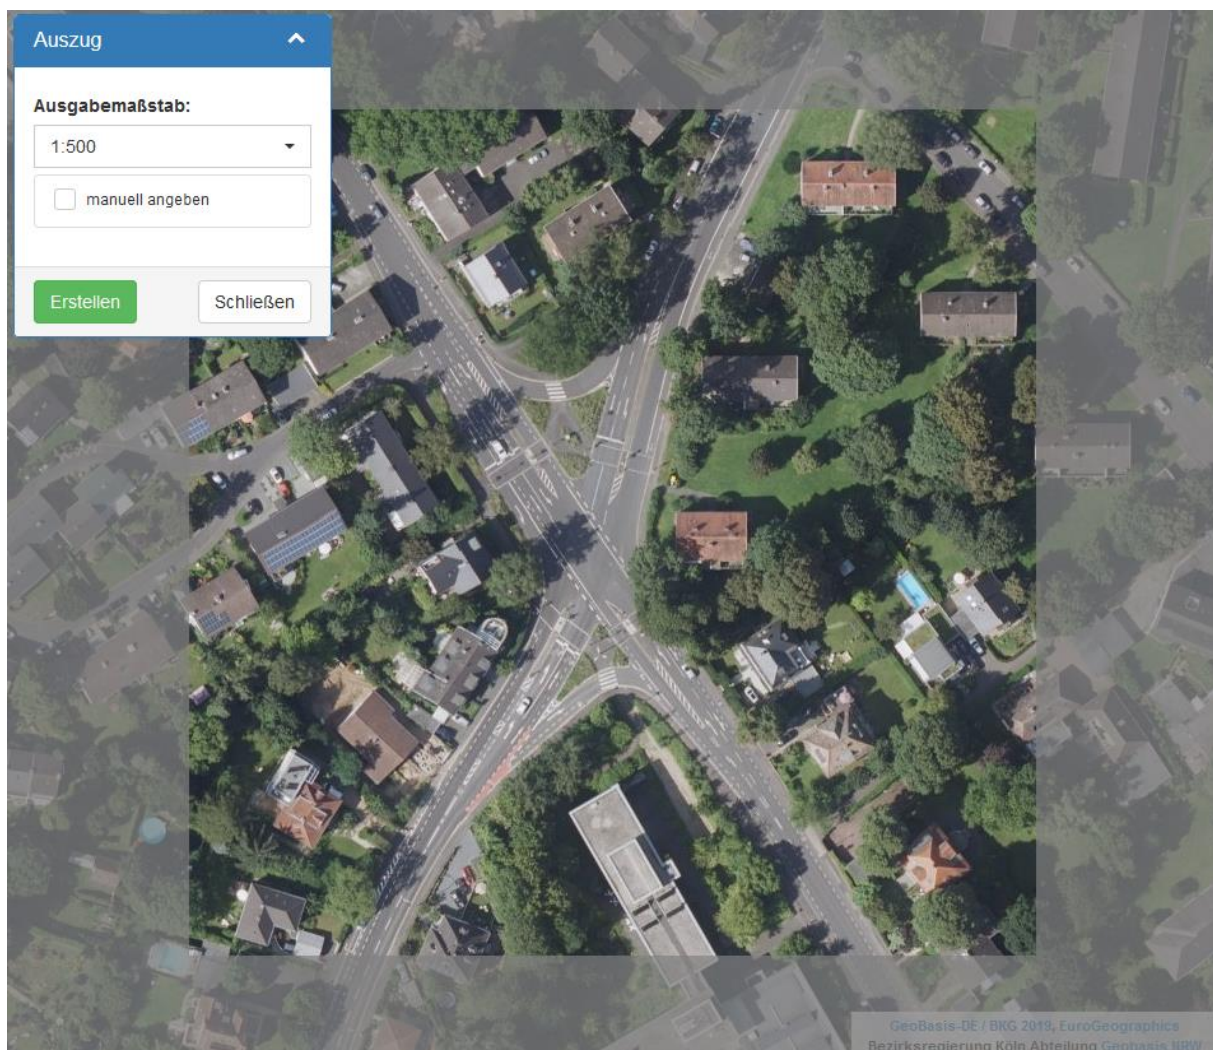 Auszug
Ausgabemaßstab:
1:500
manuell angeben
Erstellen
Schließen
GeoBasis-DE / BKG 2019, EuroGeographics
Bezirksregierung Köln Abteilung Geobasis NRW